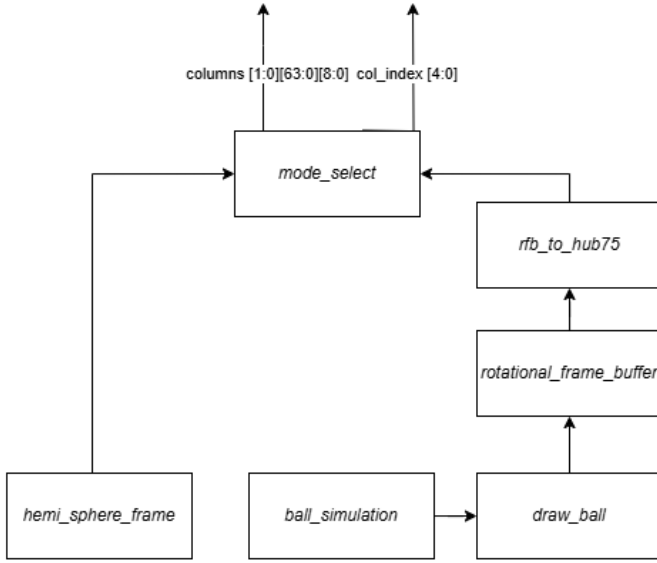 columns [1:0][63:0][8:0] col_index [4:0]
mode_select
rfb_to_hub75
rotational_frame_buffer
hemi_sphere_frame
ball_simulation
draw_ball